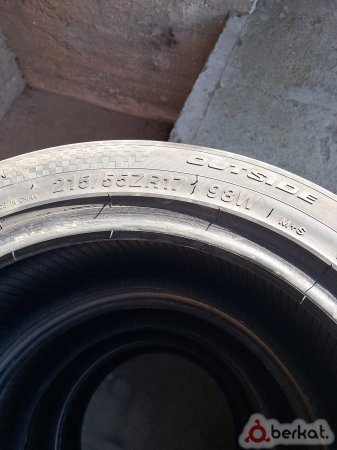 OUTSIDE
215/55ZR17 98W M+S
berkat.